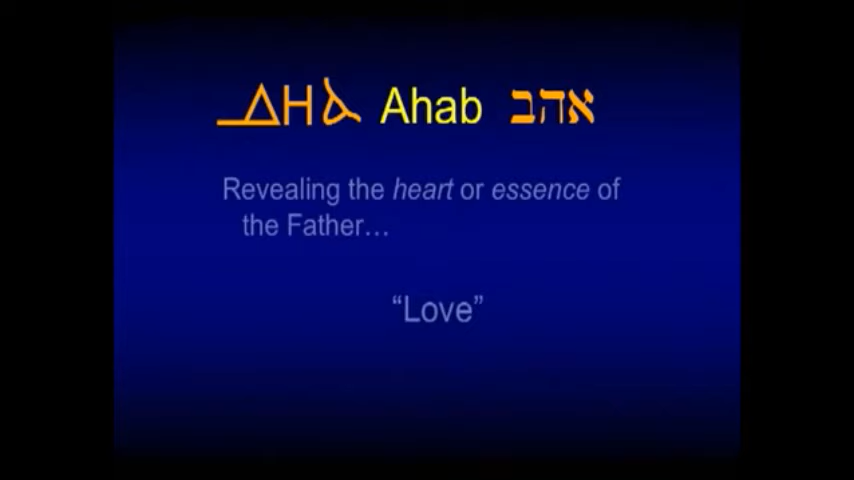 Ahab אהב
Revealing the heart or essence of
the Father…
“Love”